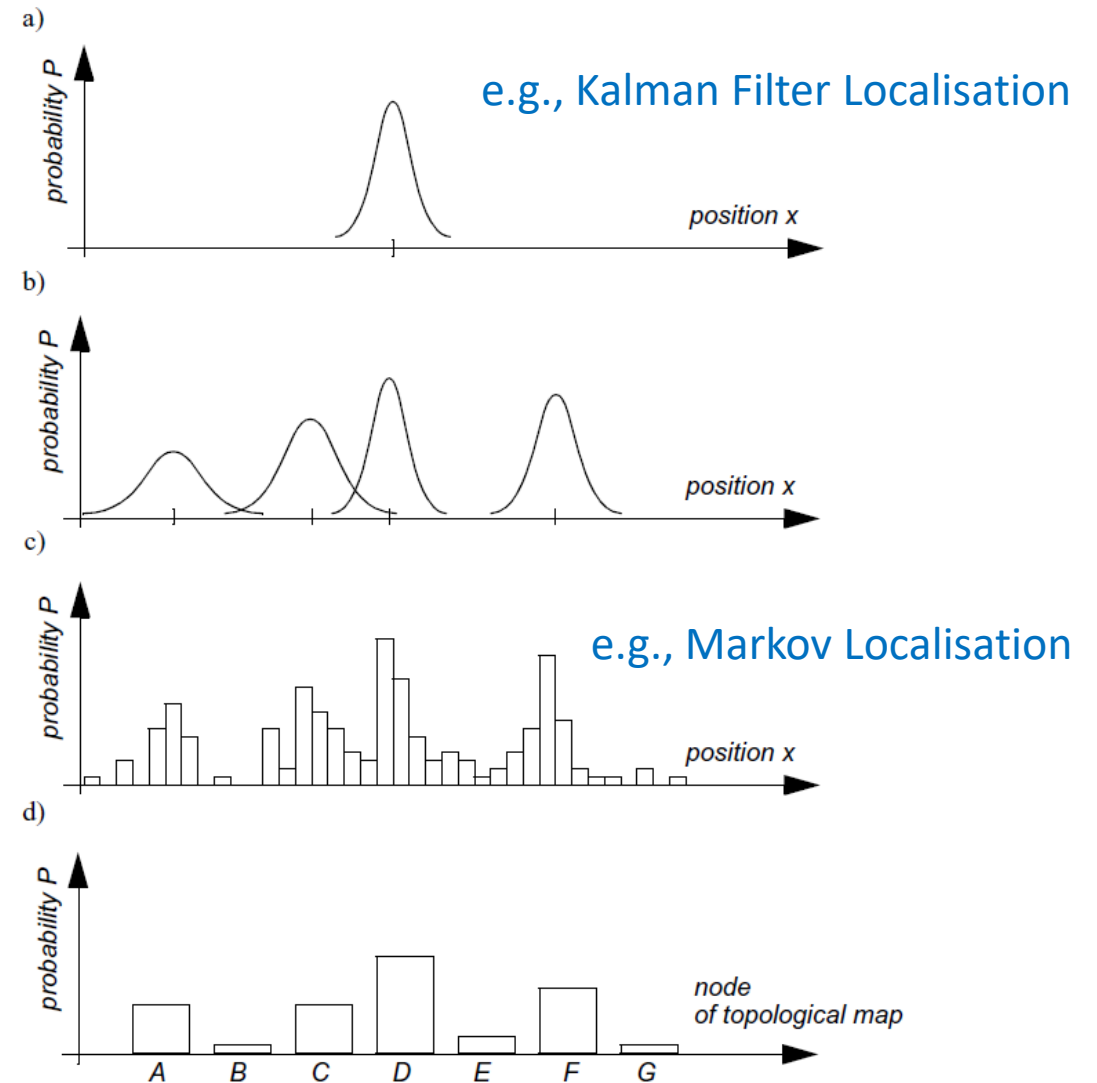 a)
probability P
e.g., Kalman Filter Localisation
position x
b)
probability P
position x
c)
probability P
e.g., Markov Localisation
position x
d)
probability P
node
of topological map
A B C D E F G